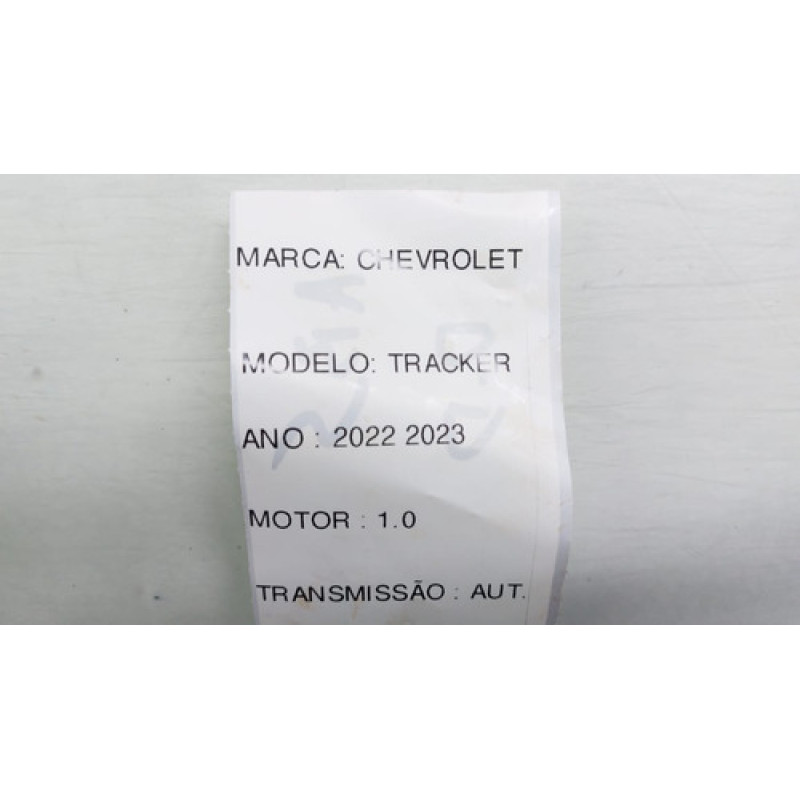 MARCA: CHEVROLET
MODELO: TRACKER
ANO : 2022 2023
MOTOR : 1.0
TRANSMISSÃO : AUT.